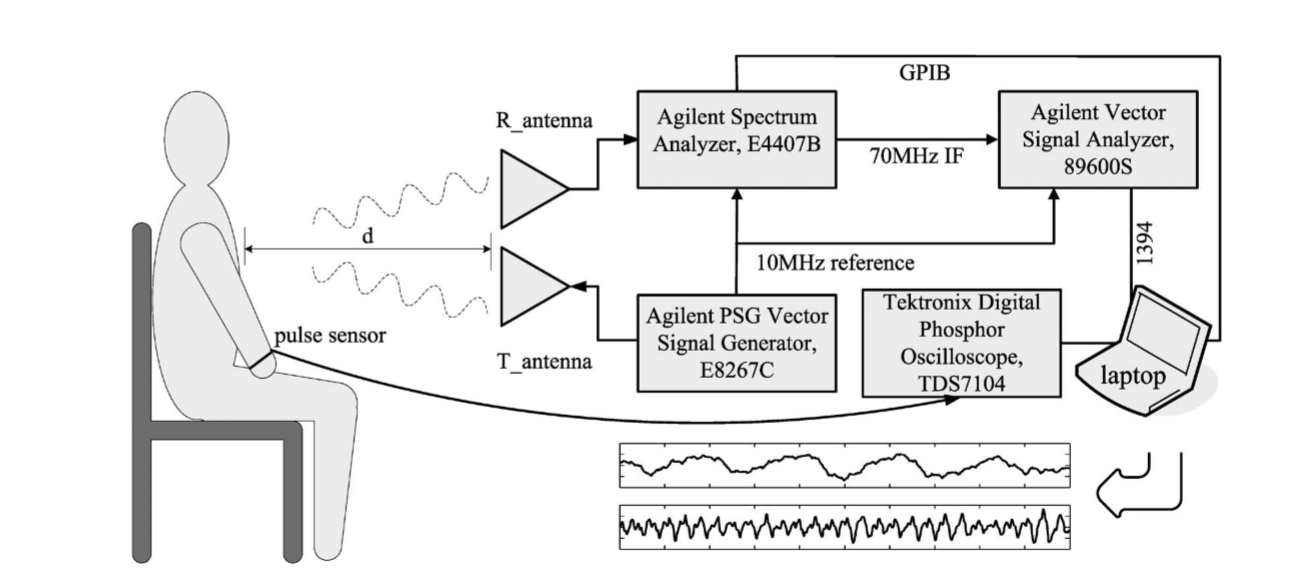 GPIB
R_antenna
Agilent Spectrum
Analyzer, E4407B
70MHz IF
Agilent Vector
Signal Analyzer,
89600S
d
10MHz reference
1394
pulse sensor
T_antenna
Agilent PSG Vector
Signal Generator,
E8267C
Tektronix Digital
Phosphor
Oscilloscope,
TDS7104
laptop